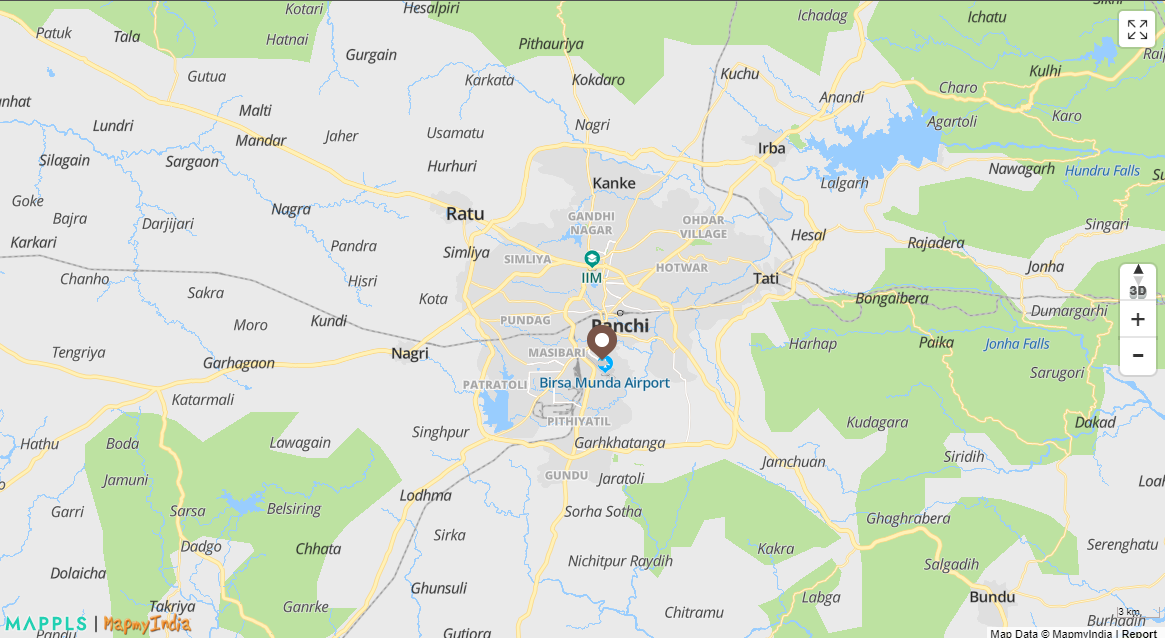 Kotari
Hesalpiri
Ichadag
Ichatu
Patuk
Tala
Hatnai
Gurgain
Pithauriya
Gutua
Karkata
Kokdaro
Kuchu
Kulhi
Charo
Anandi
Malti
Lundri
Mandar
Jaher
Usamatu
Nagri
Agartoli
Karo
Irba
Silagain
Sargaon
Hurhuri
Nawagarh
Hundru Falls
Kanke
Lalgarh
Goke
Bajra
Nagra
Ratu
GANDHI
NAGAR
OHDAR
VILLAGE
Singari
Darjijari
Karkari
Pandra
Simliya
SIMLIYA
Hesal
Rajadera
IIM
HOTWAR
Jonha
Chanho
Hisri
Tati
Sakra
Kota
Bongaibera
3D
Dumargarhi
Moro
Kundi
PUNDAG
Ranchi
+
Tengriya
Garhagaon
Nagri
MASIBARI
Harhap
Paika
Jonha Falls
-
Sarugori
PATRATOLI
Birsa Munda Airport
Katarmali
PITHIYATIL
Kudagara
Dakad
Hathu
Boda
Lawagain
Singhpur
Garhkhatanga
Siridih
Jamchuan
Jamuni
GUNDU
Jaratoli
Lodhma
Garri
Sarsa
Belsiring
Sorha Sotha
Ghaghrabera
Sirka
Dadgo
Chhata
Kakra
Serenghatu
Nichitpur Raydih
Salgadih
Dolaicha
Ghunsuli
Labga
Bundu
Takriya
Ganrke
Chitramu
3 km
Burhadih
MAPPLS | MapmyIndia
Gutiora
Map Data © MapmyIndia | Report